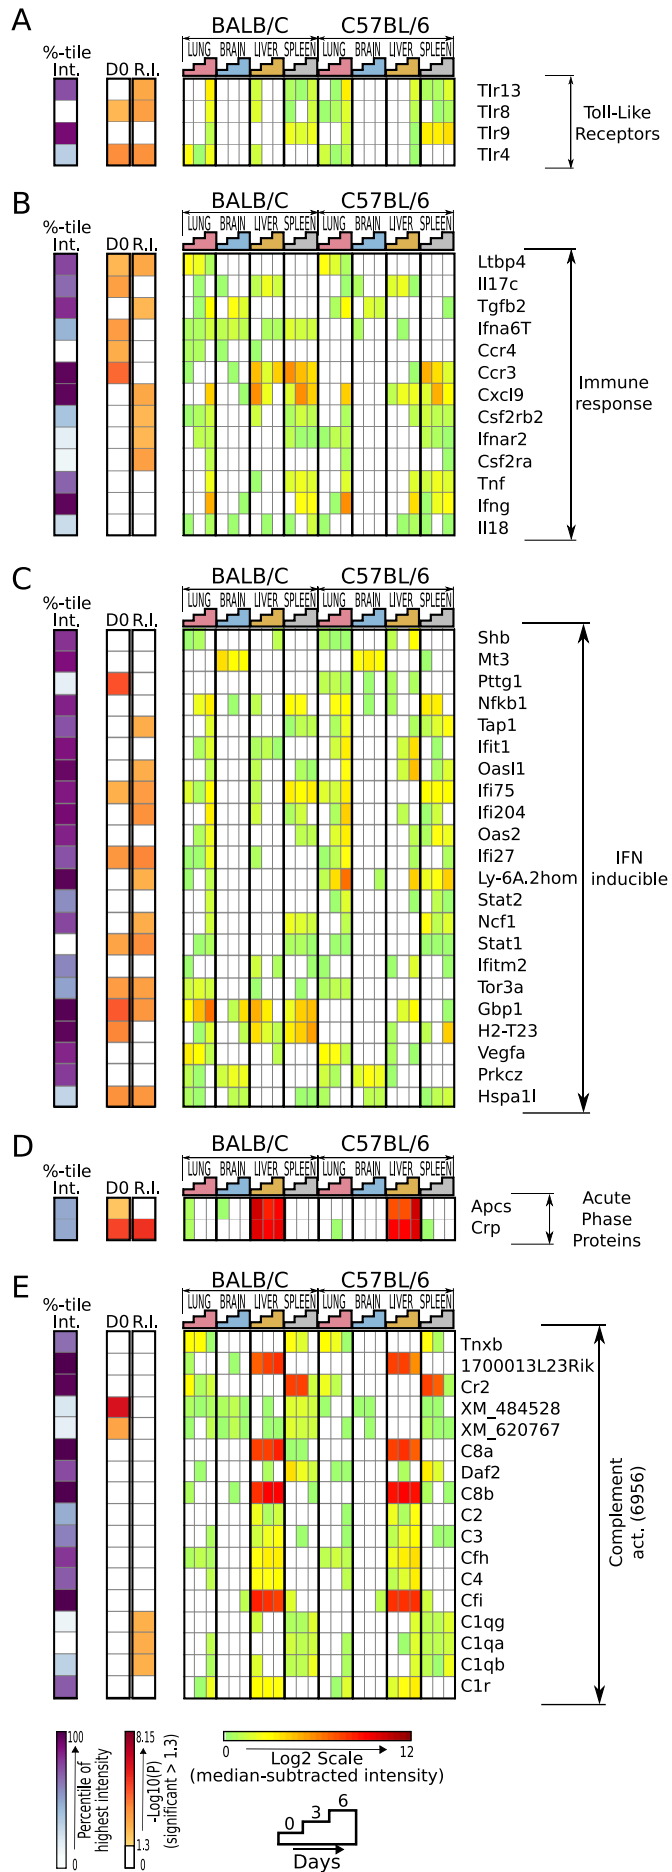 A
BALB/C C57BL/6
%-tile
Int.
D0 R.I.
LUNG BRAIN LIVER SPLEEN LUNG BRAIN LIVER SPLEEN
Tlr13
Tlr8
Tlr9
Tlr4
Toll-Like
Receptors
B
BALB/C C57BL/6
%-tile
Int.
D0 R.I.
LUNG BRAIN LIVER SPLEEN LUNG BRAIN LIVER SPLEEN
Ltbp4
Il17c
Tgfb2
Ifna6T
Ccr4
Ccr3
Cxcl9
Csf2rb2
Ifnar2
Csf2ra
Tnf
Ifng
Il18
Immune
response
C
BALB/C C57BL/6
%-tile
Int.
D0 R.I.
LUNG BRAIN LIVER SPLEEN LUNG BRAIN LIVER SPLEEN
Shb
Mt3
Pttg1
Nfkb1
Tap1
Ifit1
Oasl1
Ifi75
Ifi204
Oas2
Ifi27
Ly-6A.2hom
Stat2
Ncf1
Stat1
Ifitm2
Tor3a
Gbp1
H2-T23
Vegfa
Prkcz
Hspa1l
IFN
inducible
D
BALB/C C57BL/6
%-tile
Int.
D0 R.I.
LUNG BRAIN LIVER SPLEEN LUNG BRAIN LIVER SPLEEN
Apcs
Crp
Acute
Phase
Proteins
E
BALB/C C57BL/6
%-tile
Int.
D0 R.I.
LUNG BRAIN LIVER SPLEEN LUNG BRAIN LIVER SPLEEN
Tnxb
1700013L23Rik
Cr2
XM_484528
XM_620767
C8a
Daf2
C8b
C2
C3
Cfh
C4
Cfi
C1qg
C1qa
C1qb
C1r
Complement
act. (6956)
100
0
Percentile of
highest intensity
8.15
1.3
0
-Log10(P)
(significant > 1.3)
0 12
Log2 Scale
(median-subtracted intensity)
0 3 6
Days